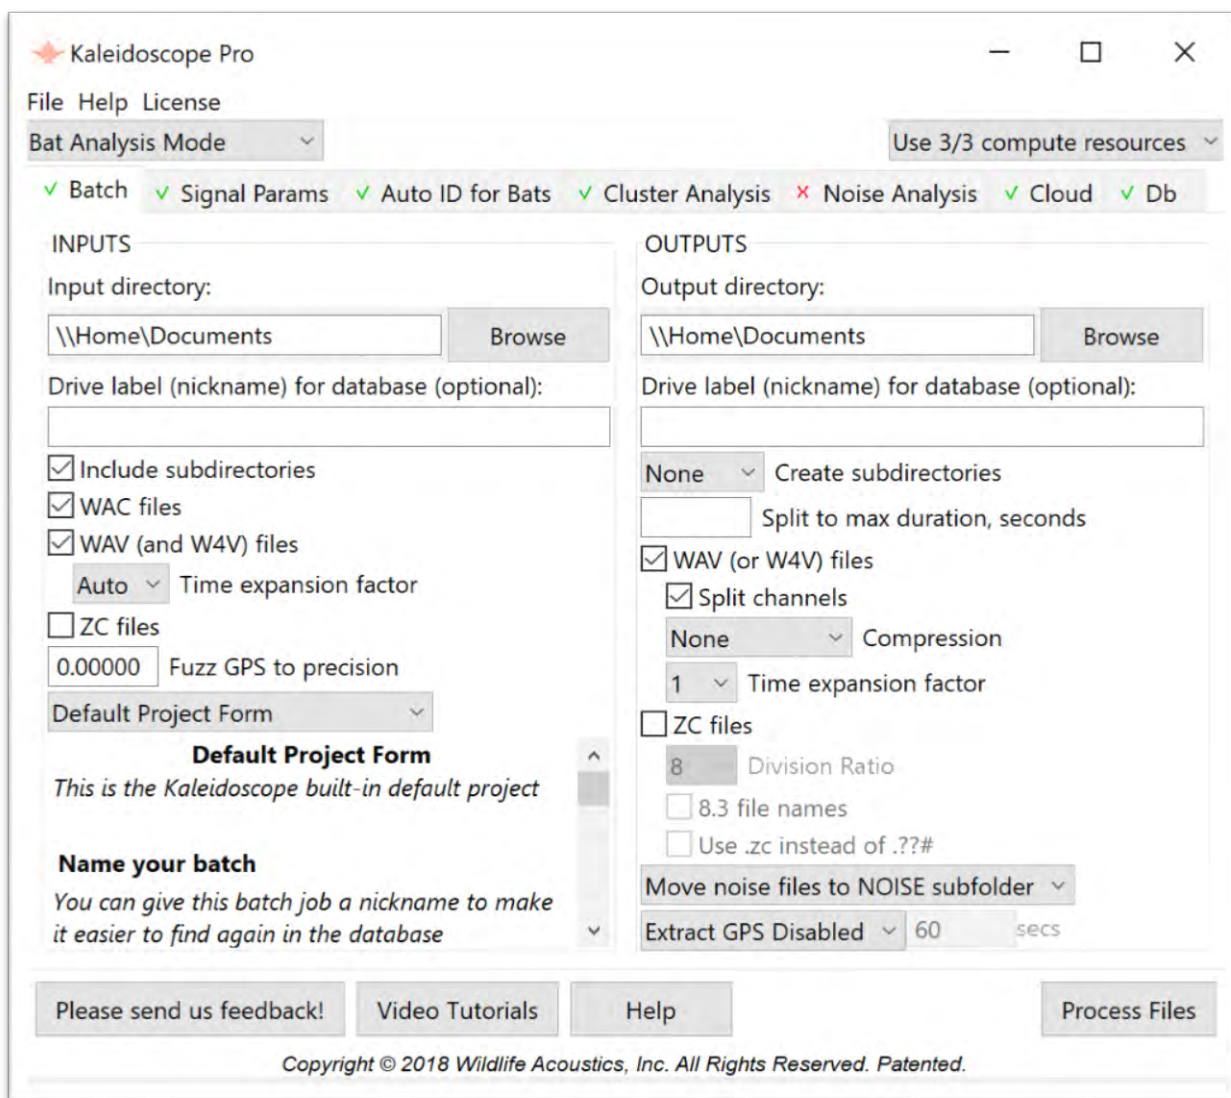 Kaleidoscope Pro
File Help License
Bat Analysis Mode
Use 3/3 compute resources
Batch Signal Params Auto ID for Bats Cluster Analysis Noise Analysis Cloud Db
INPUTS
Input directory:
\\Home\Documents Browse
Drive label (nickname) for database (optional):
Include subdirectories
WAC files
WAV (and W4V) files
Auto Time expansion factor
ZC files
0.00000 Fuzz GPS to precision
Default Project Form
Default Project Form
This is the Kaleidoscope built-in default project
Name your batch
You can give this batch job a nickname to make
it easier to find again in the database
OUTPUTS
Output directory:
\\Home\Documents Browse
Drive label (nickname) for database (optional):
None Create subdirectories
Split to max duration, seconds
WAV (or W4V) files
Split channels
None Compression
1 Time expansion factor
ZC files
8 Division Ratio
8.3 file names
Use .zc instead of .??#
Move noise files to NOISE subfolder
Extract GPS Disabled 60 secs
Please send us feedback! Video Tutorials Help Process Files
Copyright © 2018 Wildlife Acoustics, Inc. All Rights Reserved. Patented.